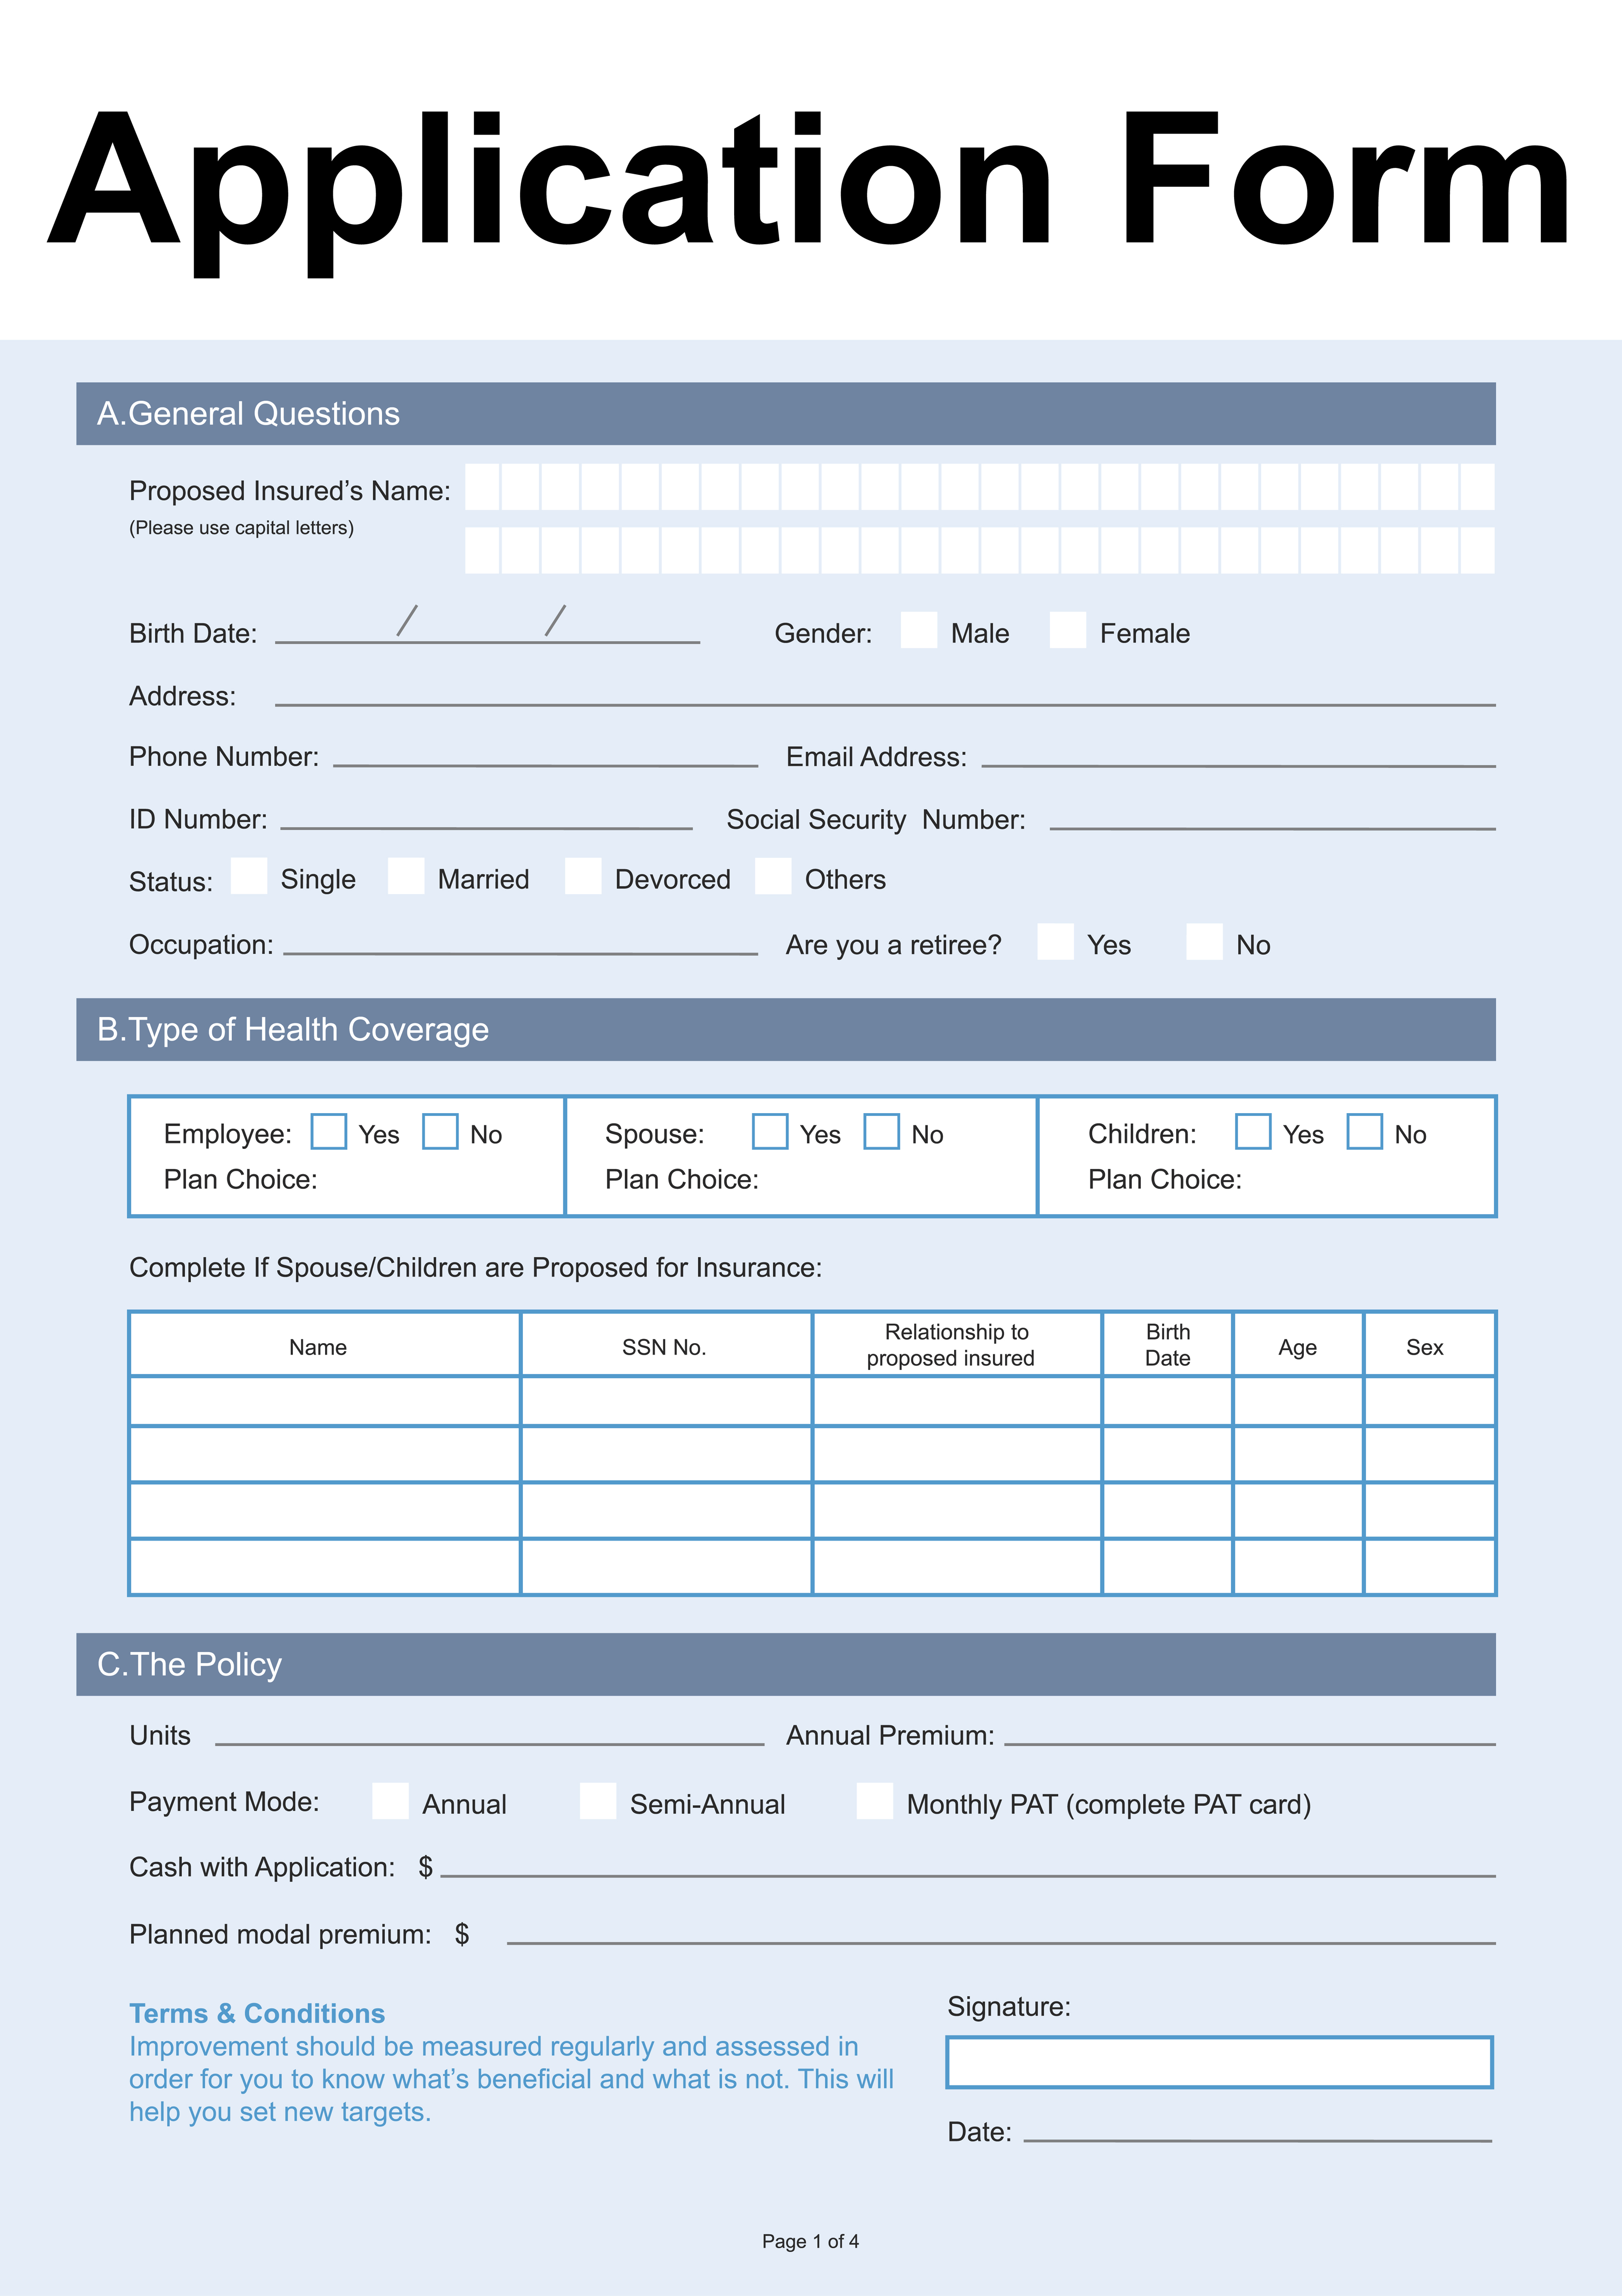 Application Form
A.General Questions
Proposed Insured’s Name:
(Please use capital letters)
Birth Date: / / Gender: Male Female
Address:
Phone Number: Email Address:
ID Number: Social Security Number:
Status: Single Married Devorced Others
Occupation: Are you a retiree? Yes No
B.Type of Health Coverage
Employee: Yes No Spouse: Yes No Children: Yes No
Plan Choice: Plan Choice: Plan Choice:
Complete If Spouse/Children are Proposed for Insurance:
Name SSN No. Relationship to proposed insured Birth Date Age Sex
C.The Policy
Units Annual Premium:
Payment Mode: Annual Semi-Annual Monthly PAT (complete PAT card)
Cash with Application: $
Planned modal premium: $
Terms & Conditions
Improvement should be measured regularly and assessed in
order for you to know what’s beneficial and what is not. This will
help you set new targets.
Signature:
Date:
Page 1 of 4